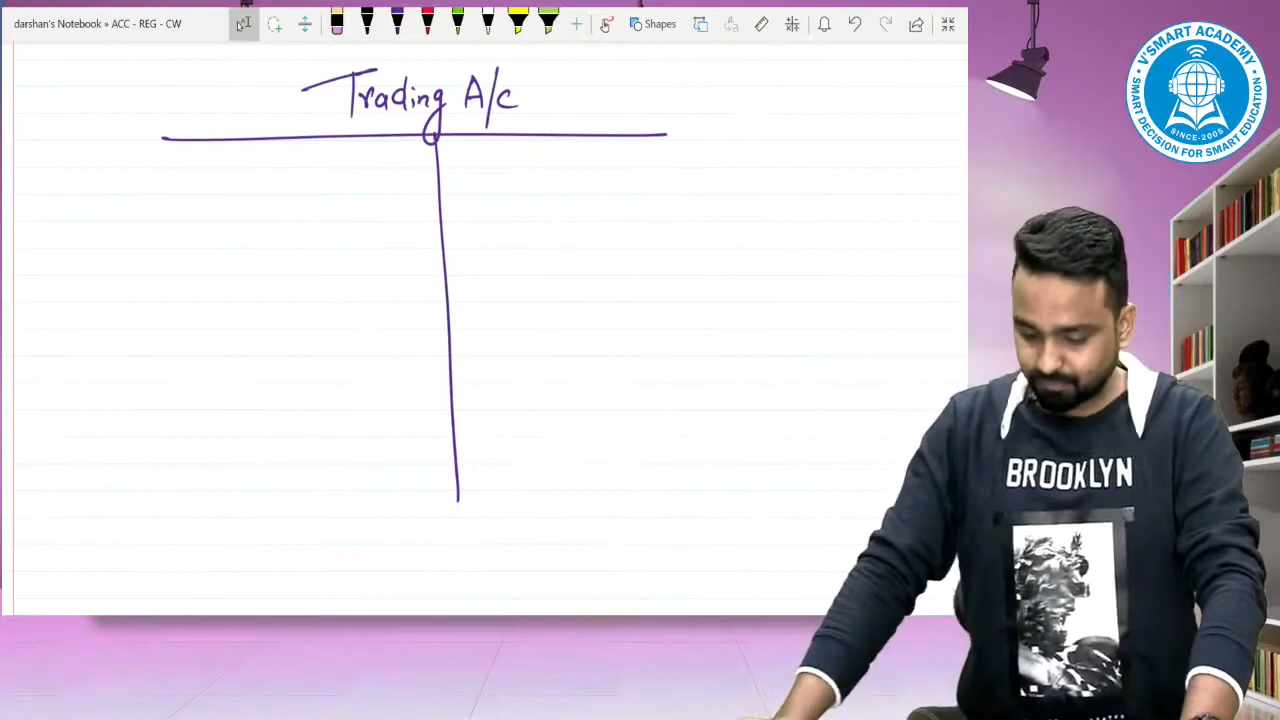 darshan's Notebook » ACC - REG - CW
Shapes
Trading A/c
V'SMART ACADEMY
SINCE-2005
SMART DECISION FOR SMART EDUCATION
BROOKLYN